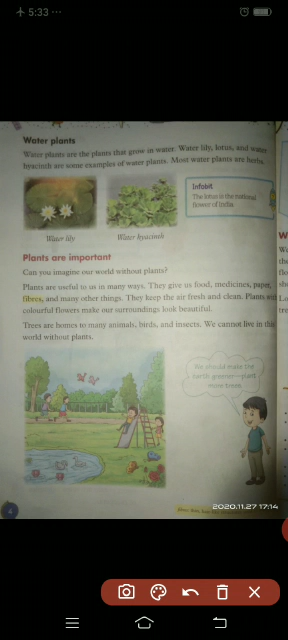 5:33 ...
Water plants
Water plants are the plants that grow in water. Water lily, lotus, and water
hyacinth are some examples of water plants. Most water plants are herbs.
Infobit
The lotus is the national
flower of India.
Water lily
Water hyacinth
Plants are important
Can you imagine our world without plants?
Plants are useful to us in many ways. They give us food, medicines, paper,
fibres, and many other things. They keep the air fresh and clean. Plants with
colourful flowers make our surroundings look beautiful.
Trees are homes to many animals, birds, and insects. We cannot live in this
world without plants.
We should make the
earth greener—plant
more trees.
4
2020.11.27 17:14